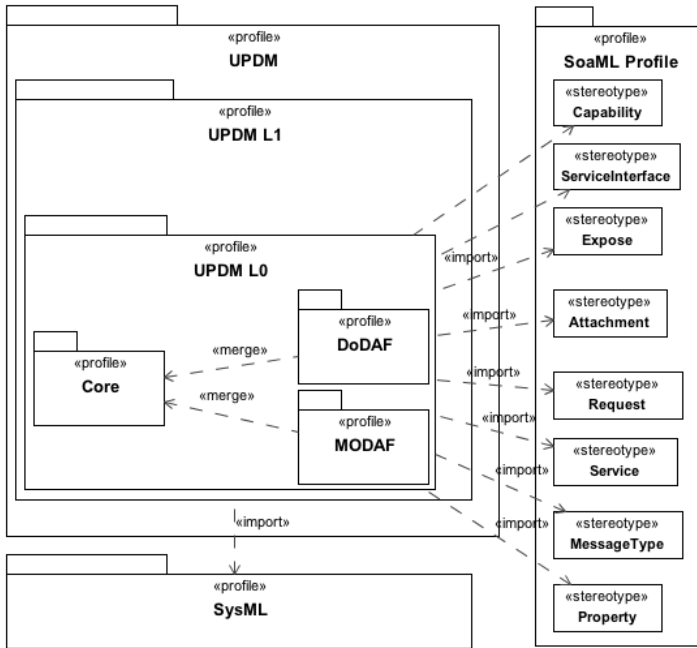 «profile»
UPDM
«profile»
UPDM L1
«profile»
UPDM L0
«profile»
Core
«merge»
«merge»
«profile»
DoDAF
«profile»
MODAF
«import»
«profile»
SysML
«import»
«import»
«import»
«import»
«import»
«import»
«profile»
SoaML Profile
«stereotype»
Capability
«stereotype»
ServiceInterface
«stereotype»
Expose
«stereotype»
Attachment
«stereotype»
Request
«stereotype»
Service
«stereotype»
MessageType
«stereotype»
Property